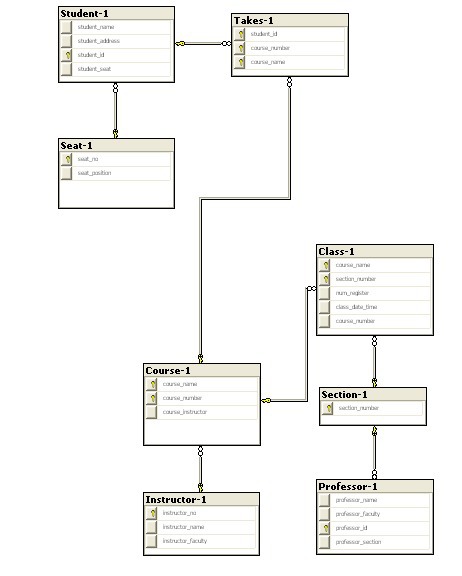 Student-1
student_name
student_address
student_id
student_seat
Takes-1
student_id
course_number
course_name
Seat-1
seat_no
seat_position
Class-1
course_name
section_number
num_register
class_date_time
course_number
Course-1
course_name
course_number
course_instructor
Section-1
section_number
Instructor-1
instructor_no
instructor_name
instructor_faculty
Professor-1
professor_name
professor_faculty
professor_id
professor_section